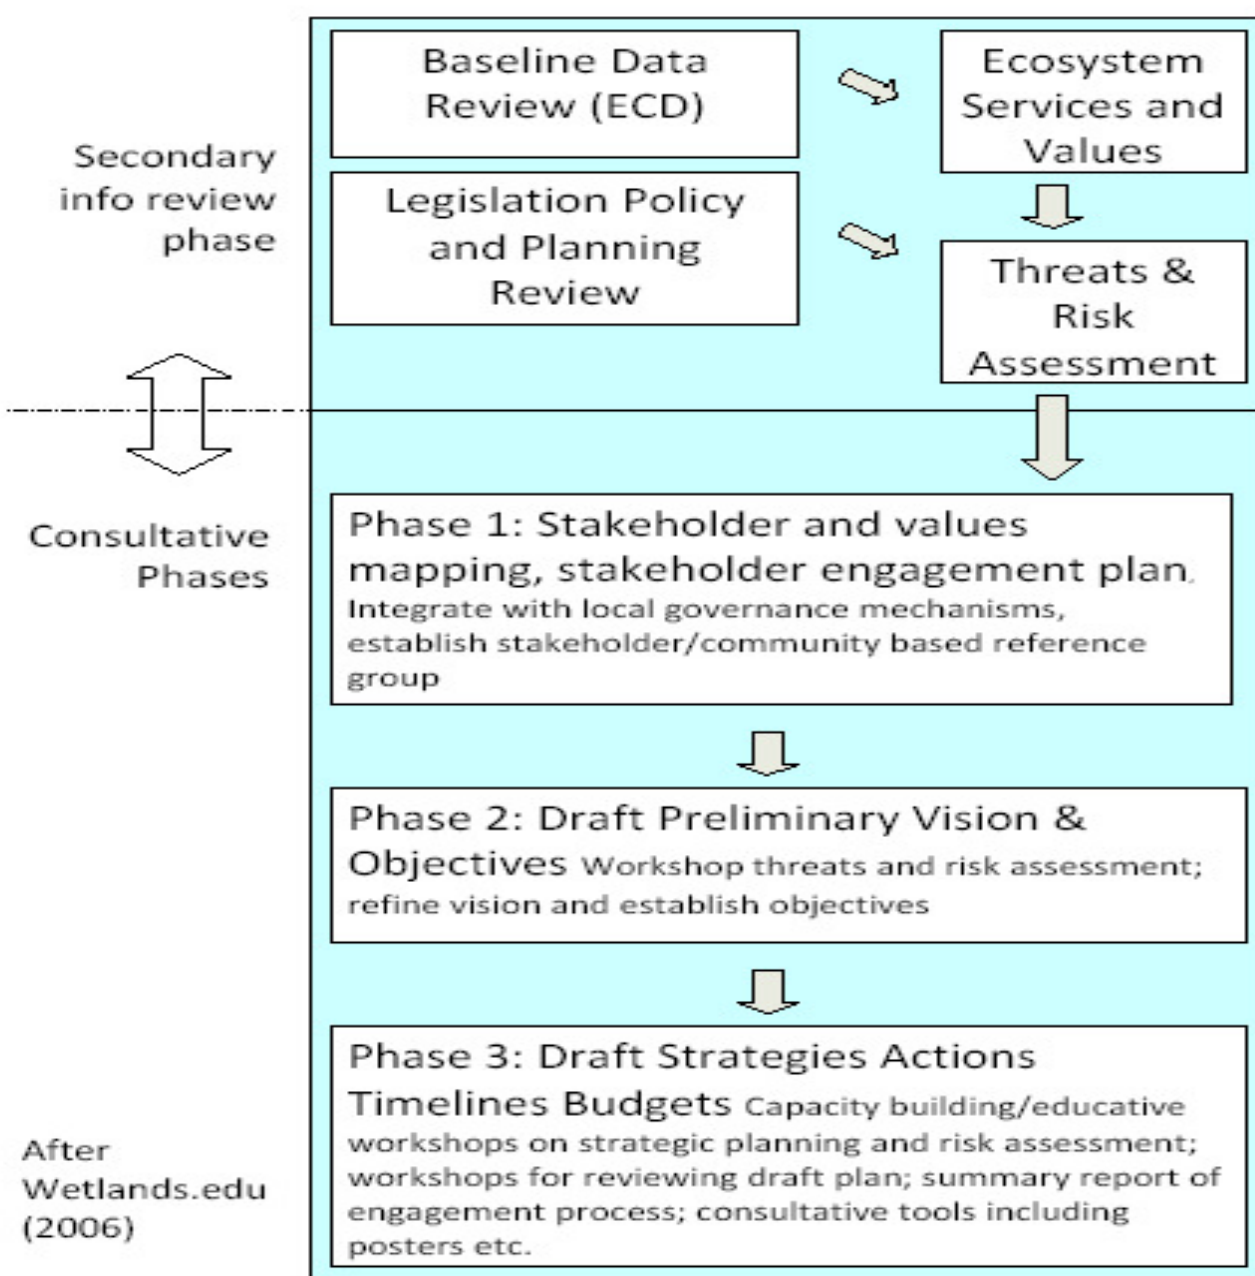 Secondary
info review
phase
Baseline Data
Review (ECD)
Legislation Policy
and Planning
Review
Ecosystem
Services and
Values
Threats &
Risk
Assessment
Consultative
Phases
Phase 1: Stakeholder and values
mapping, stakeholder engagement plan,
Integrate with local governance mechanisms,
establish stakeholder/community based reference
group
Phase 2: Draft Preliminary Vision &
Objectives Workshop threats and risk assessment;
refine vision and establish objectives
Phase 3: Draft Strategies Actions
Timelines Budgets Capacity building/educative
workshops on strategic planning and risk assessment;
workshops for reviewing draft plan; summary report of
engagement process; consultative tools including
posters etc.
After
Wetlands.edu
(2006)